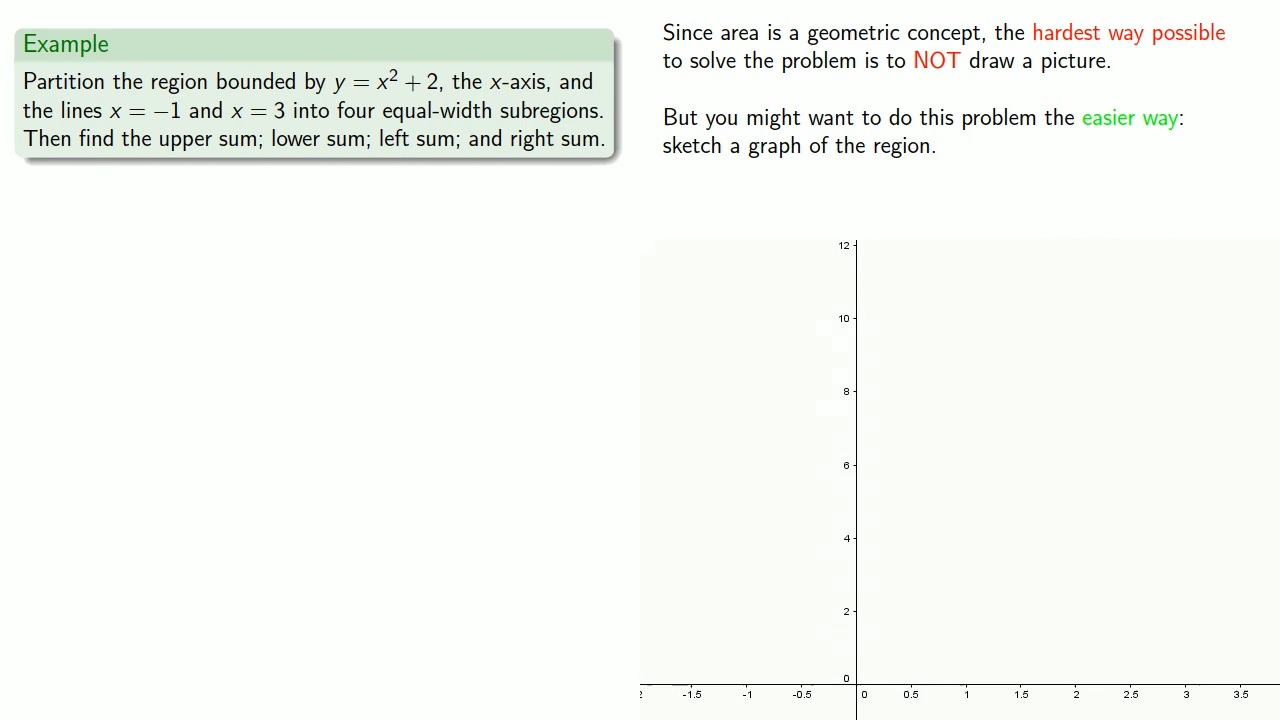 Example
Partition the region bounded by y = x² + 2, the x-axis, and
the lines x = −1 and x = 3 into four equal-width subregions.
Then find the upper sum; lower sum; left sum; and right sum.
Since area is a geometric concept, the hardest way possible
to solve the problem is to NOT draw a picture.
But you might want to do this problem the easier way:
sketch a graph of the region.
12
10
8
6
4
2
0
2 -1.5 -1 -0.5 0 0.5 1 1.5 2 2.5 3 3.5